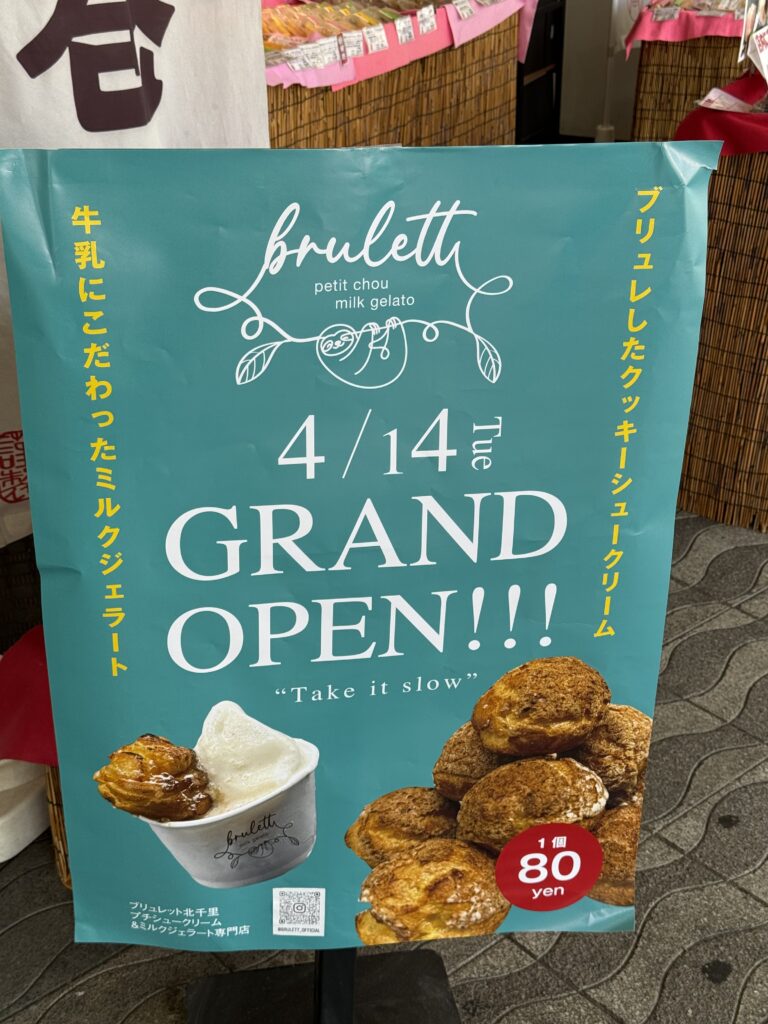 brulett
petit chou
milk gelato
ブリュレしたクッキーシュークリーム
牛乳にこだわったミルクジェラート
4/14 Tue
GRAND
OPEN!!!
“Take it slow”
brulett
1個
80
yen
ブリュレット北千里
プチシュークリーム
&ミルクジェラート専門店
@BRULETT_OFFICIAL